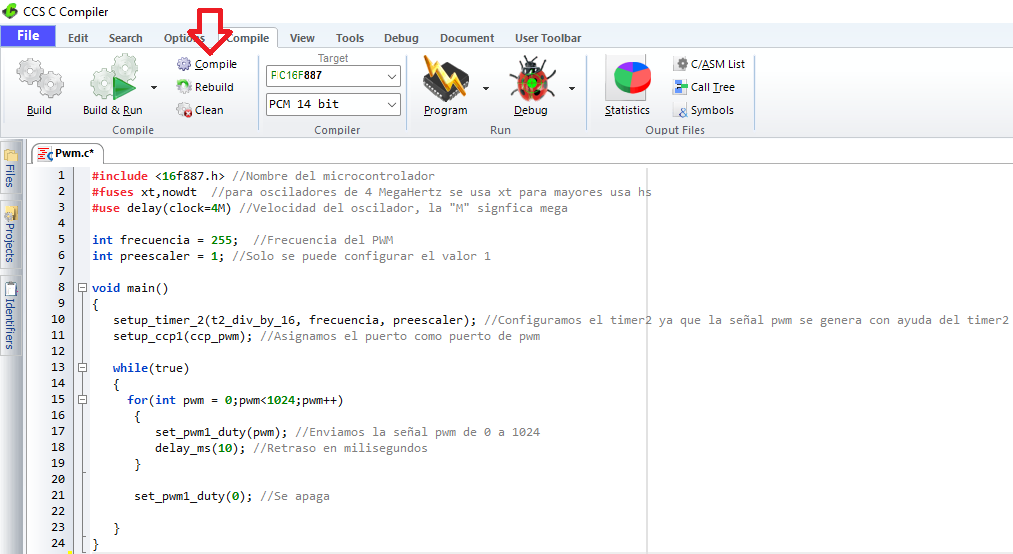 CCS C Compiler
File Edit Search Options Compile View Tools Debug Document User Toolbar
Build
Build & Run
Compile
Rebuild
Clean
Compile
Target
PIC16F887
PCM 14 bit
Compiler
Program
Debug
Run
Statistics
C/ASM List
Call Tree
Symbols
Ouput Files
Files
Projects
Identifiers
Pwm.c*
1 #include <16f887.h> //Nombre del microcontrolador
2 #fuses xt,nowdt //para osciladores de 4 MegaHertz se usa xt para mayores usa hs
3 #use delay(clock=4M) //Velocidad del oscilador, la "M" signfica mega
4
5 int frecuencia = 255; //Frecuencia del PWM
6 int preescaler = 1; //Solo se puede configurar el valor 1
7
8 void main()
9 {
10 setup_timer_2(t2_div_by_16, frecuencia, preescaler); //Configuramos el timer2 ya que la señal pwm se genera con ayuda del timer2
11 setup_ccp1(ccp_pwm); //Asignamos el puerto como puerto de pwm
12
13 while(true)
14 {
15 for(int pwm = 0;pwm<1024;pwm++)
16 {
17 set_pwm1_duty(pwm); //Enviamos la señal pwm de 0 a 1024
18 delay_ms(10); //Retraso en milisegundos
19 }
20
21 set_pwm1_duty(0); //Se apaga
22
23 }
24 }